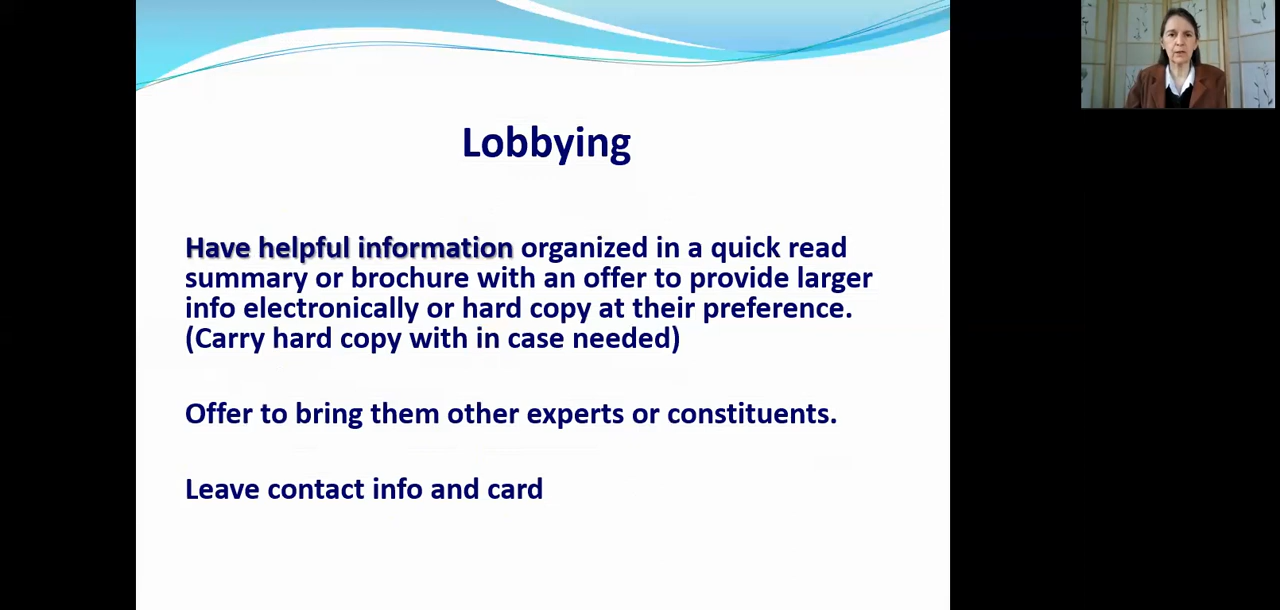 Lobbying
Have helpful information organized in a quick read
summary or brochure with an offer to provide larger
info electronically or hard copy at their preference.
(Carry hard copy with in case needed)
Offer to bring them other experts or constituents.
Leave contact info and card